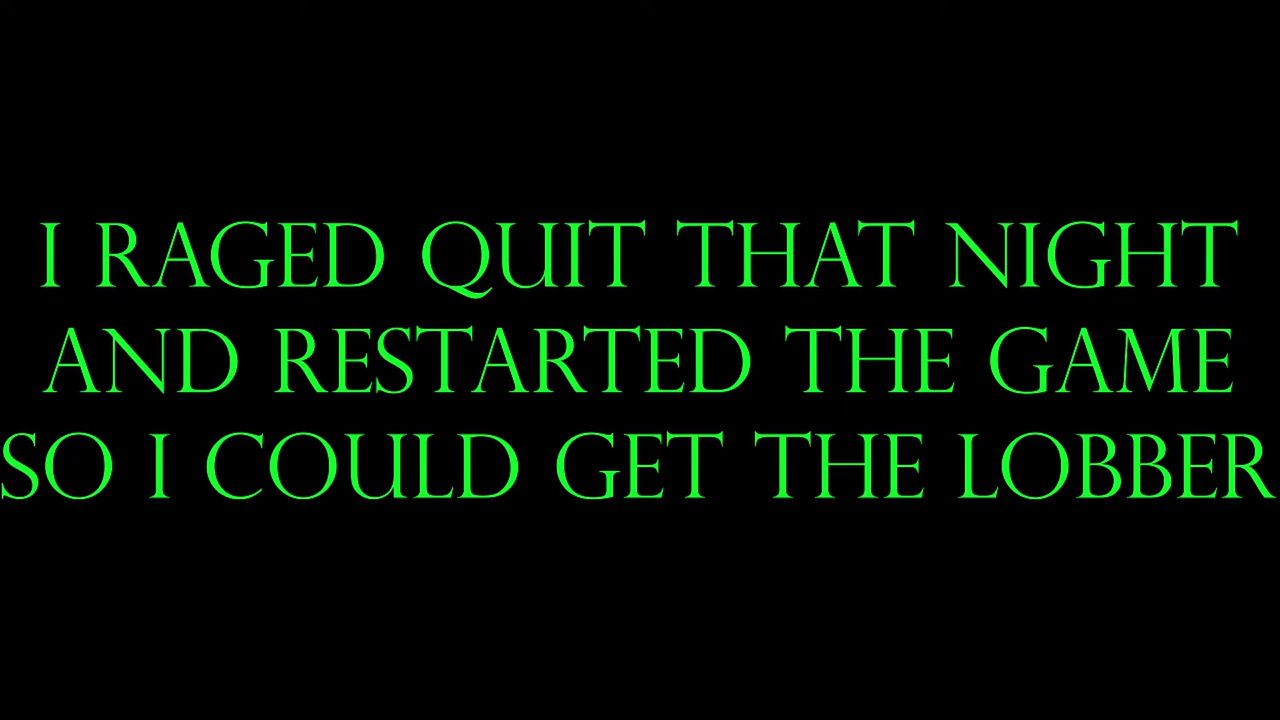 I RAGED QUIT THAT NIGHT
AND RESTARTED THE GAME
SO I COULD GET THE LOBBER